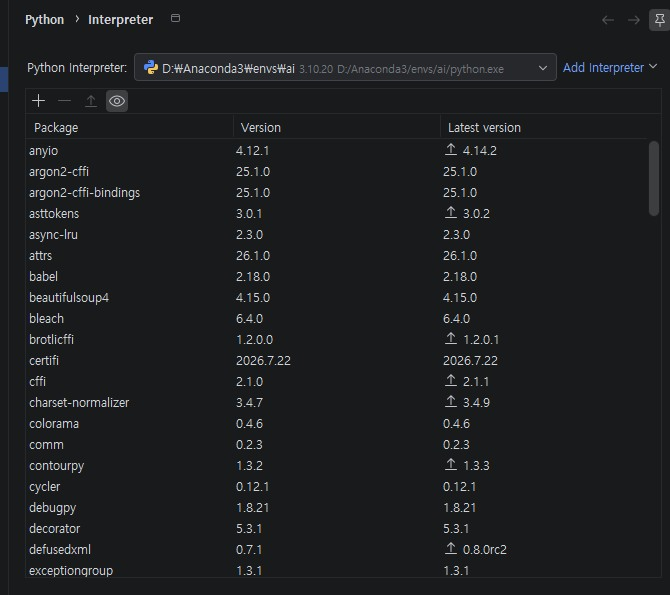 Python › Interpreter
Python Interpreter: D:₩Anaconda3₩envs₩ai 3.10.20 D:/Anaconda3/envs/ai/python.exe Add Interpreter
Package Version Latest version
anyio 4.12.1 4.14.2
argon2-cffi 25.1.0 25.1.0
argon2-cffi-bindings 25.1.0 25.1.0
asttokens 3.0.1 3.0.2
async-lru 2.3.0 2.3.0
attrs 26.1.0 26.1.0
babel 2.18.0 2.18.0
beautifulsoup4 4.15.0 4.15.0
bleach 6.4.0 6.4.0
brotlicffi 1.2.0.0 1.2.0.1
certifi 2026.7.22 2026.7.22
cffi 2.1.0 2.1.1
charset-normalizer 3.4.7 3.4.9
colorama 0.4.6 0.4.6
comm 0.2.3 0.2.3
contourpy 1.3.2 1.3.3
cycler 0.12.1 0.12.1
debugpy 1.8.21 1.8.21
decorator 5.3.1 5.3.1
defusedxml 0.7.1 0.8.0rc2
exceptiongroup 1.3.1 1.3.1